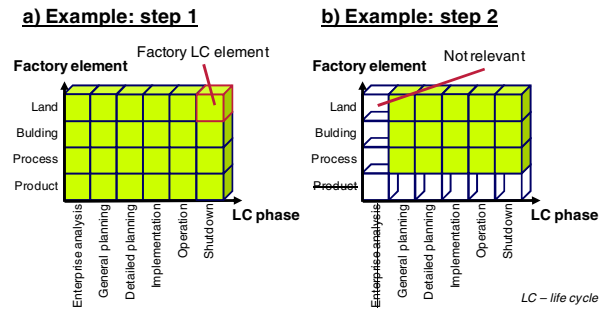 a) Example: step 1
Factory LC element
Factory element
Land
Bulding
Process
Product
LC phase
Enterprise analysis
General planning
Detailed planning
Implementation
Operation
Shutdown
b) Example: step 2
Not relevant
Factory element
Land
Bulding
Process
Product
LC phase
Enterprise analysis
General planning
Detailed planning
Implementation
Operation
Shutdown
LC – life cycle